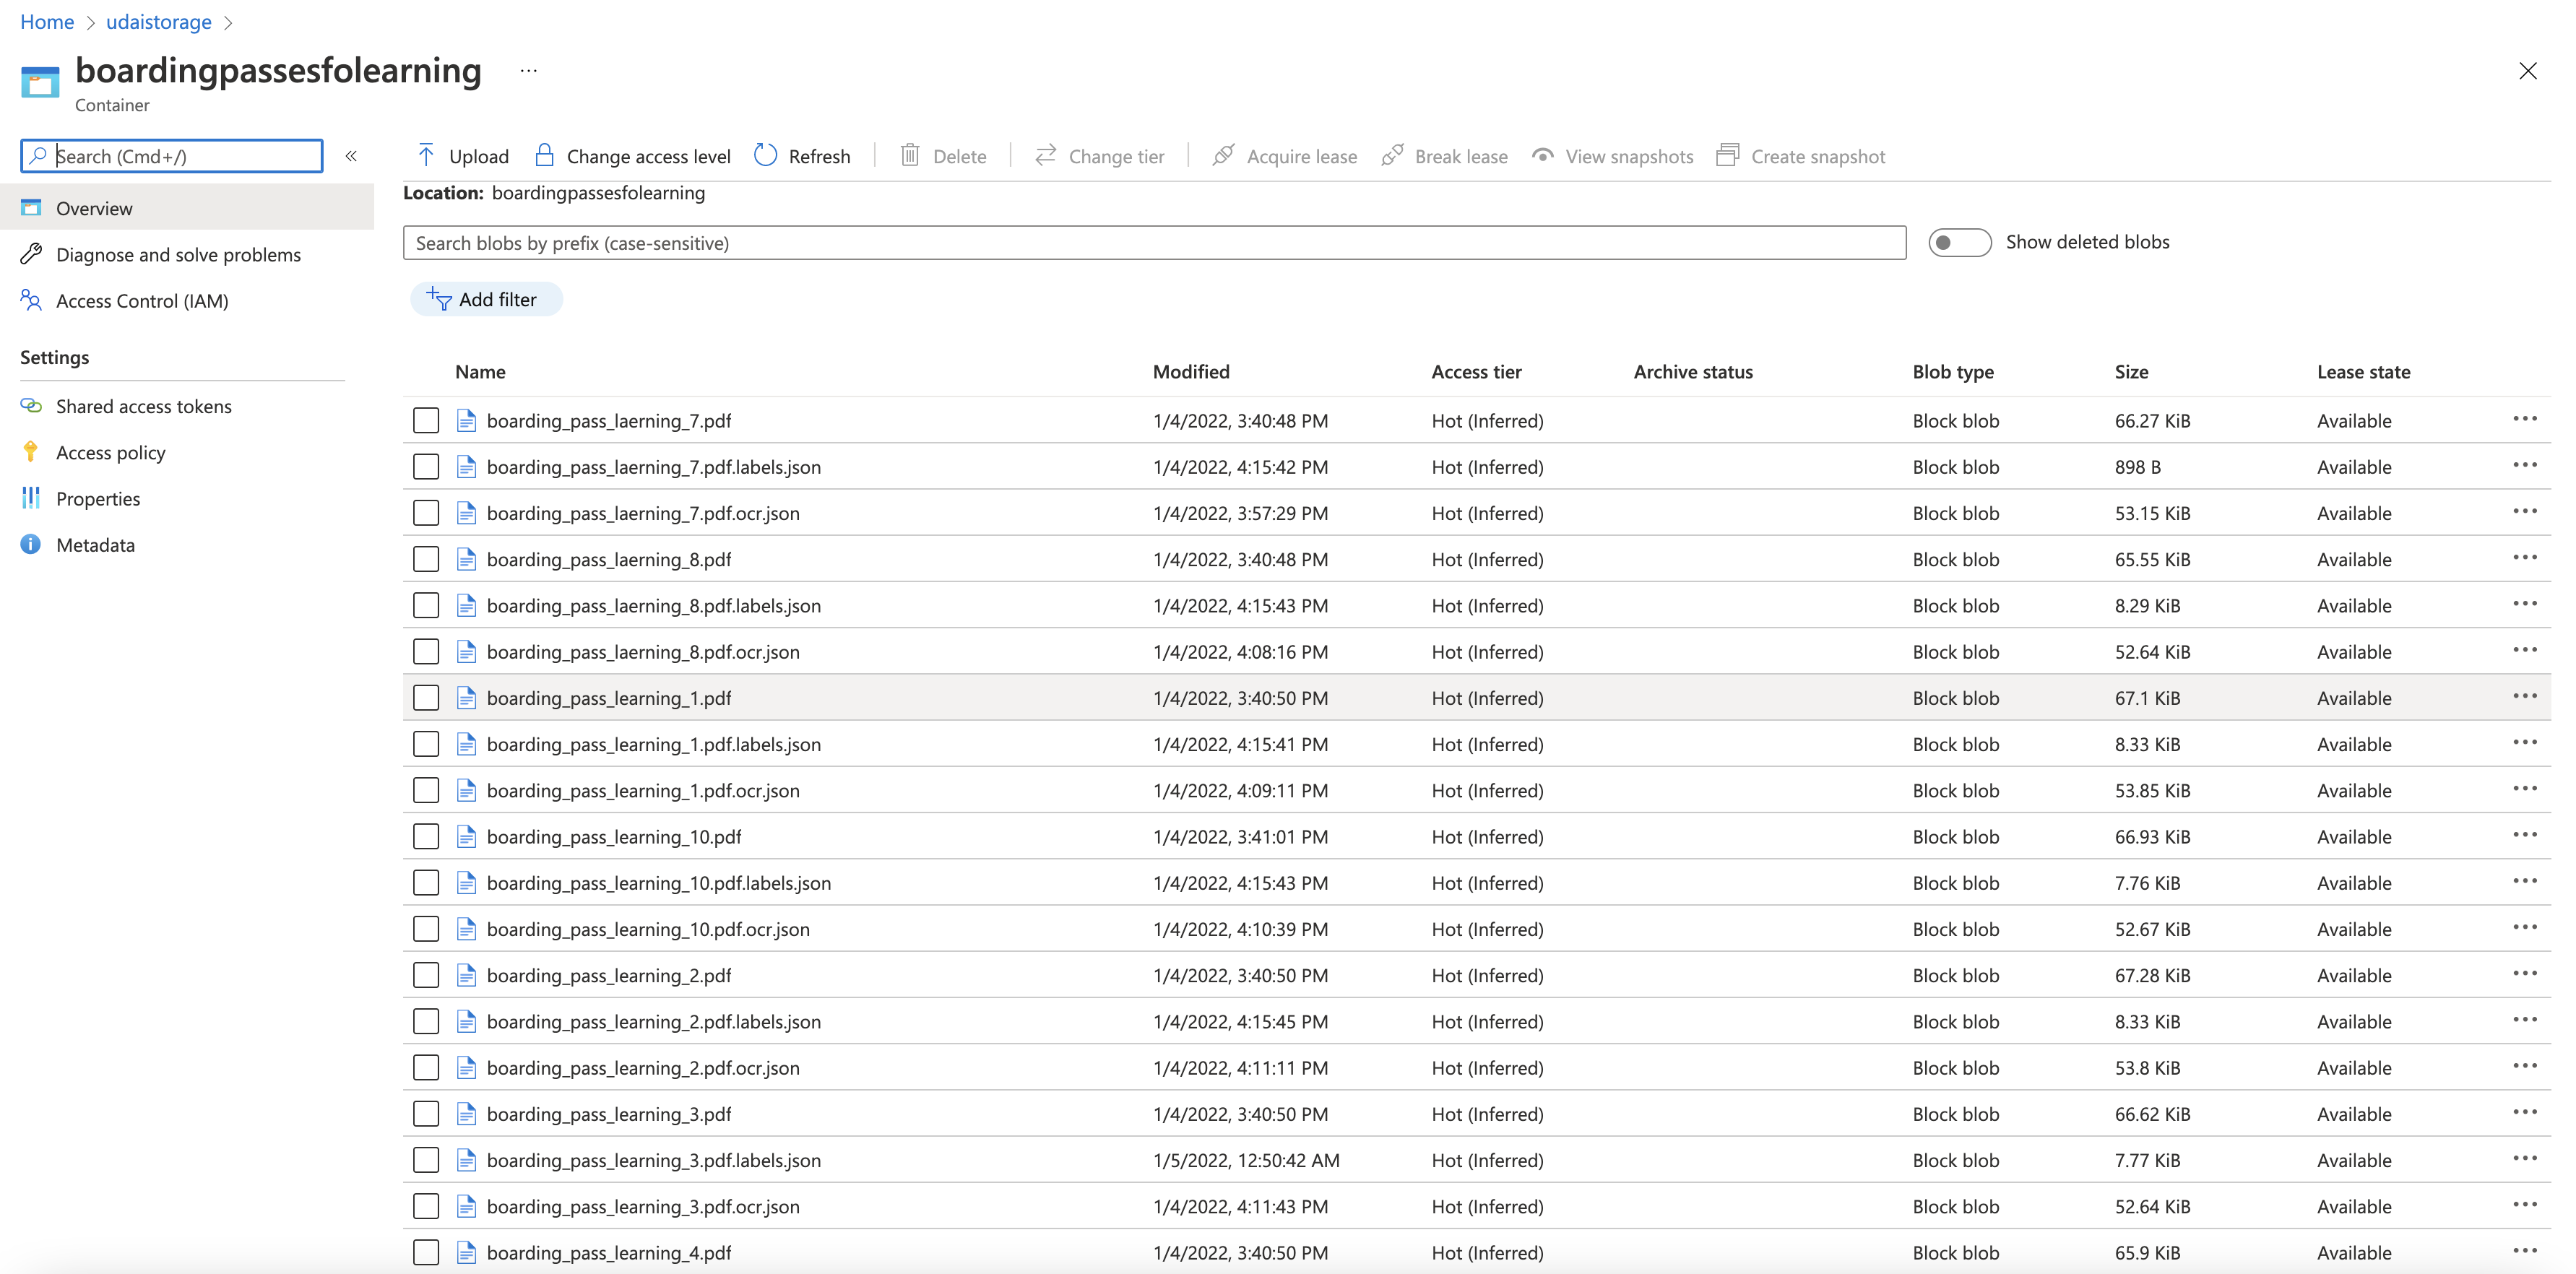 Home > udaistorage >
boardingpassesfolearning ...
Container
Search (Cmd+/) «
Overview
Diagnose and solve problems
Access Control (IAM)
Settings
Shared access tokens
Access policy
Properties
Metadata
Upload Change access level Refresh Delete Change tier Acquire lease Break lease View snapshots Create snapshot
Location: boardingpassesfolearning
Search blobs by prefix (case-sensitive) Show deleted blobs
Add filter
Name Modified Access tier Archive status Blob type Size Lease state
boarding_pass_laerning_7.pdf 1/4/2022, 3:40:48 PM Hot (Inferred) Block blob 66.27 KiB Available ...
boarding_pass_laerning_7.pdf.labels.json 1/4/2022, 4:15:42 PM Hot (Inferred) Block blob 898 B Available ...
boarding_pass_laerning_7.pdf.ocr.json 1/4/2022, 3:57:29 PM Hot (Inferred) Block blob 53.15 KiB Available ...
boarding_pass_laerning_8.pdf 1/4/2022, 3:40:48 PM Hot (Inferred) Block blob 65.55 KiB Available ...
boarding_pass_laerning_8.pdf.labels.json 1/4/2022, 4:15:43 PM Hot (Inferred) Block blob 8.29 KiB Available ...
boarding_pass_laerning_8.pdf.ocr.json 1/4/2022, 4:08:16 PM Hot (Inferred) Block blob 52.64 KiB Available ...
boarding_pass_learning_1.pdf 1/4/2022, 3:40:50 PM Hot (Inferred) Block blob 67.1 KiB Available ...
boarding_pass_learning_1.pdf.labels.json 1/4/2022, 4:15:41 PM Hot (Inferred) Block blob 8.33 KiB Available ...
boarding_pass_learning_1.pdf.ocr.json 1/4/2022, 4:09:11 PM Hot (Inferred) Block blob 53.85 KiB Available ...
boarding_pass_learning_10.pdf 1/4/2022, 3:41:01 PM Hot (Inferred) Block blob 66.93 KiB Available ...
boarding_pass_learning_10.pdf.labels.json 1/4/2022, 4:15:43 PM Hot (Inferred) Block blob 7.76 KiB Available ...
boarding_pass_learning_10.pdf.ocr.json 1/4/2022, 4:10:39 PM Hot (Inferred) Block blob 52.67 KiB Available ...
boarding_pass_learning_2.pdf 1/4/2022, 3:40:50 PM Hot (Inferred) Block blob 67.28 KiB Available ...
boarding_pass_learning_2.pdf.labels.json 1/4/2022, 4:15:45 PM Hot (Inferred) Block blob 8.33 KiB Available ...
boarding_pass_learning_2.pdf.ocr.json 1/4/2022, 4:11:11 PM Hot (Inferred) Block blob 53.8 KiB Available ...
boarding_pass_learning_3.pdf 1/4/2022, 3:40:50 PM Hot (Inferred) Block blob 66.62 KiB Available ...
boarding_pass_learning_3.pdf.labels.json 1/5/2022, 12:50:42 AM Hot (Inferred) Block blob 7.77 KiB Available ...
boarding_pass_learning_3.pdf.ocr.json 1/4/2022, 4:11:43 PM Hot (Inferred) Block blob 52.64 KiB Available ...
boarding_pass_learning_4.pdf 1/4/2022, 3:40:50 PM Hot (Inferred) Block blob 65.9 KiB Available ...